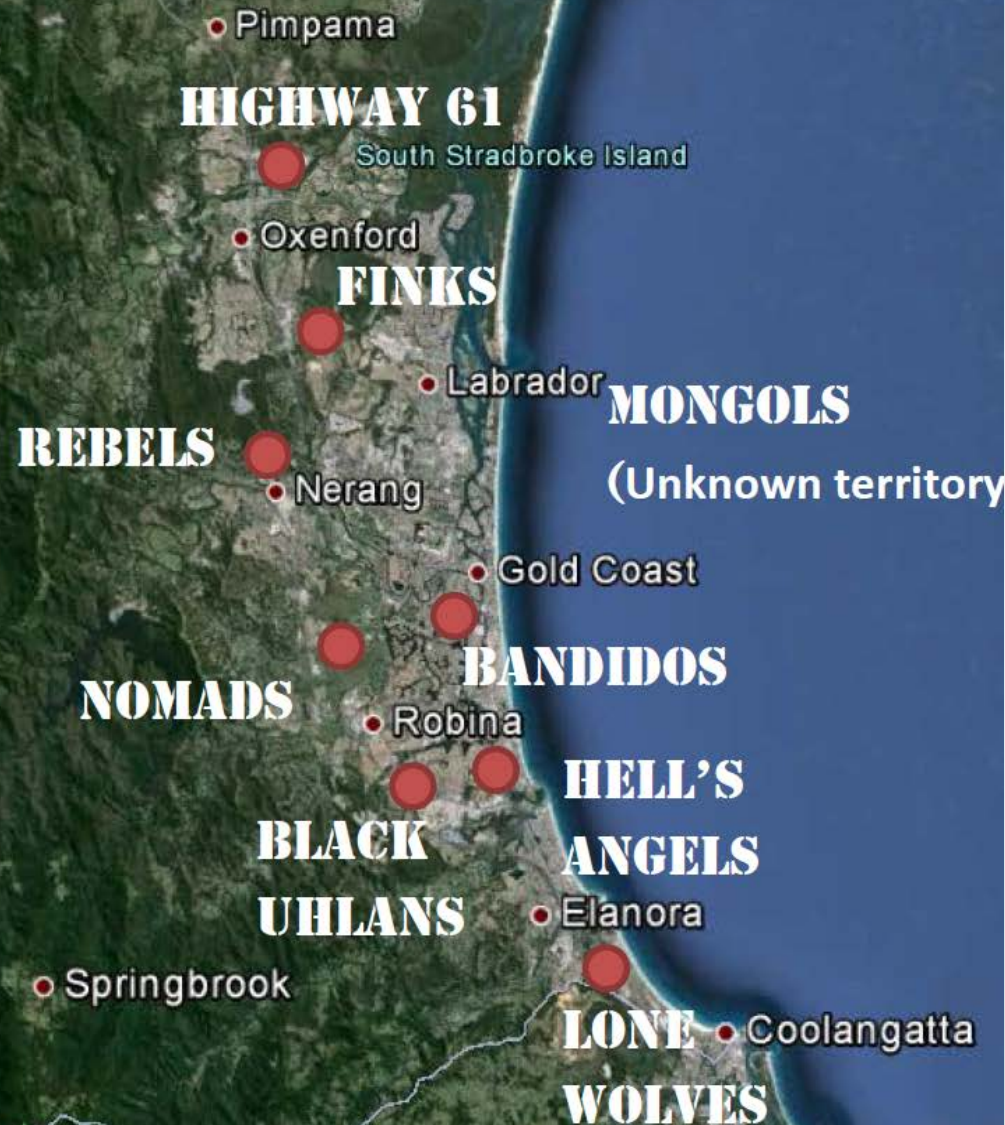 Pimpama
HIGHWAY 61
South Stradbroke Island
Oxenford
FINKS
Labrador
MONGOLS
(Unknown territory
REBELS
Nerang
Gold Coast
BANDIDOS
NOMADS
Robina
HELL'S
ANGELS
BLACK
UHLANS
Elanora
Springbrook
LONE
WOLVES
Coolangatta